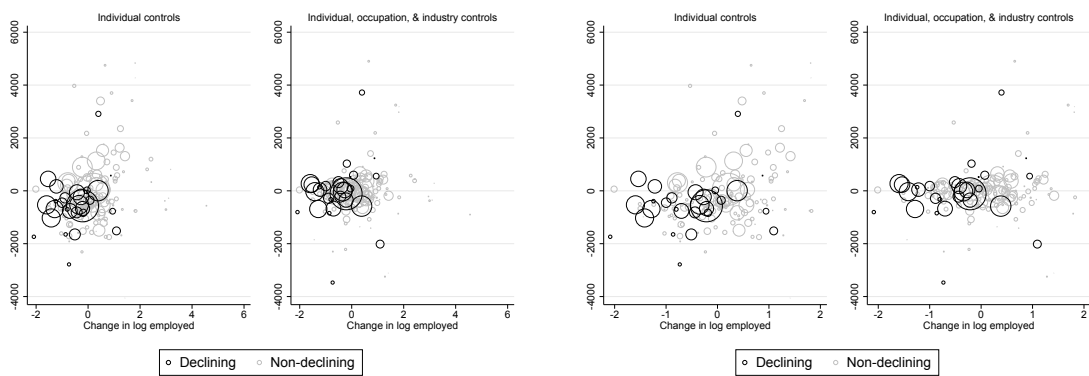 Individual controls
Individual, occupation, & industry controls
6000
4000
2000
0
-2000
-4000
-2 0 2 4 6
Change in log employed
6000
4000
2000
0
-2000
-4000
-2 0 2 4 6
Change in log employed
Declining Non-declining
Individual controls
Individual, occupation, & industry controls
6000
4000
2000
0
-2000
-4000
-2 -1 0 1 2
Change in log employed
6000
4000
2000
0
-2000
-4000
-2 -1 0 1 2
Change in log employed
Declining Non-declining